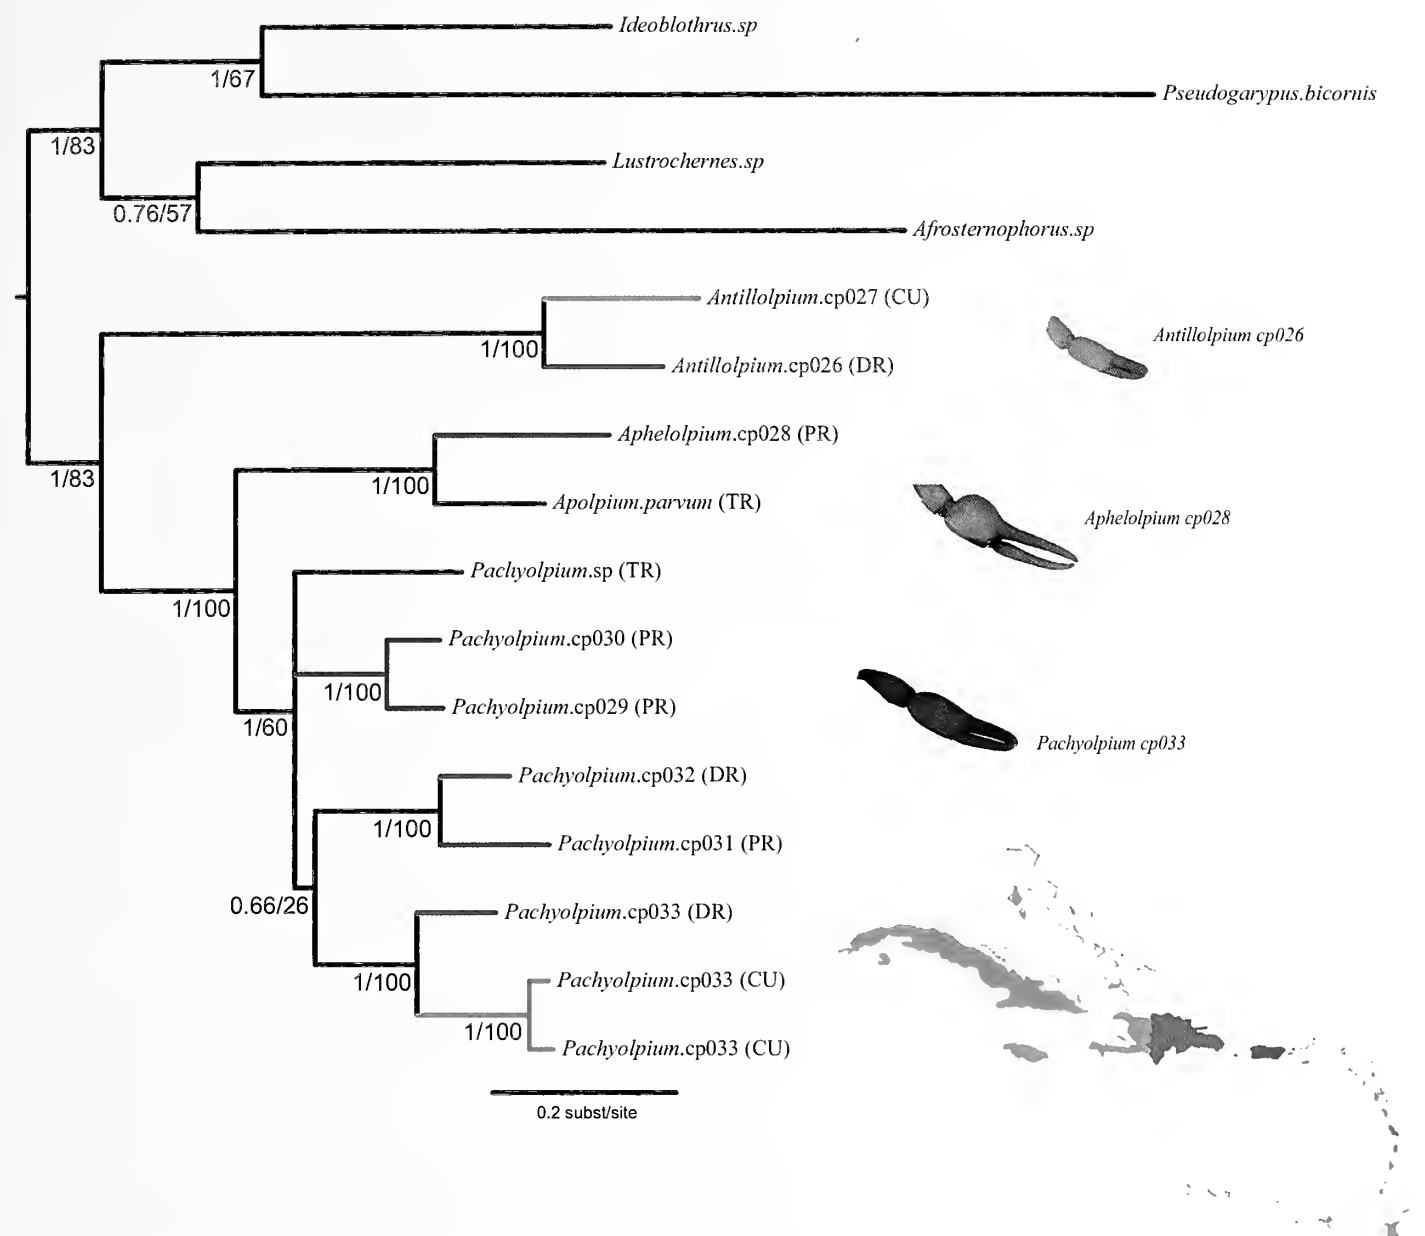 Ideoblothrus.sp
1/67
Pseudogarypus.bicornis
1/83
Lustrochernes.sp
0.76/57
Afrosternophorus.sp
Antillolpium.cp027 (CU)
Antillolpium cp026
1/100
Antillolpium.cp026 (DR)
Aphelolpium.cp028 (PR)
1/83
1/100
Apolpium.parvum (TR)
Aphelolpium cp028
Pachyolpium.sp (TR)
1/100
Pachyolpium.cp030 (PR)
1/100
Pachyolpium.cp029 (PR)
1/60
Pachyolpium cp033
Pachyolpium.cp032 (DR)
1/100
Pachyolpium.cp031 (PR)
0.66/26
Pachyolpium.cp033 (DR)
1/100
Pachyolpium.cp033 (CU)
1/100
Pachyolpium.cp033 (CU)
0.2 subst/site